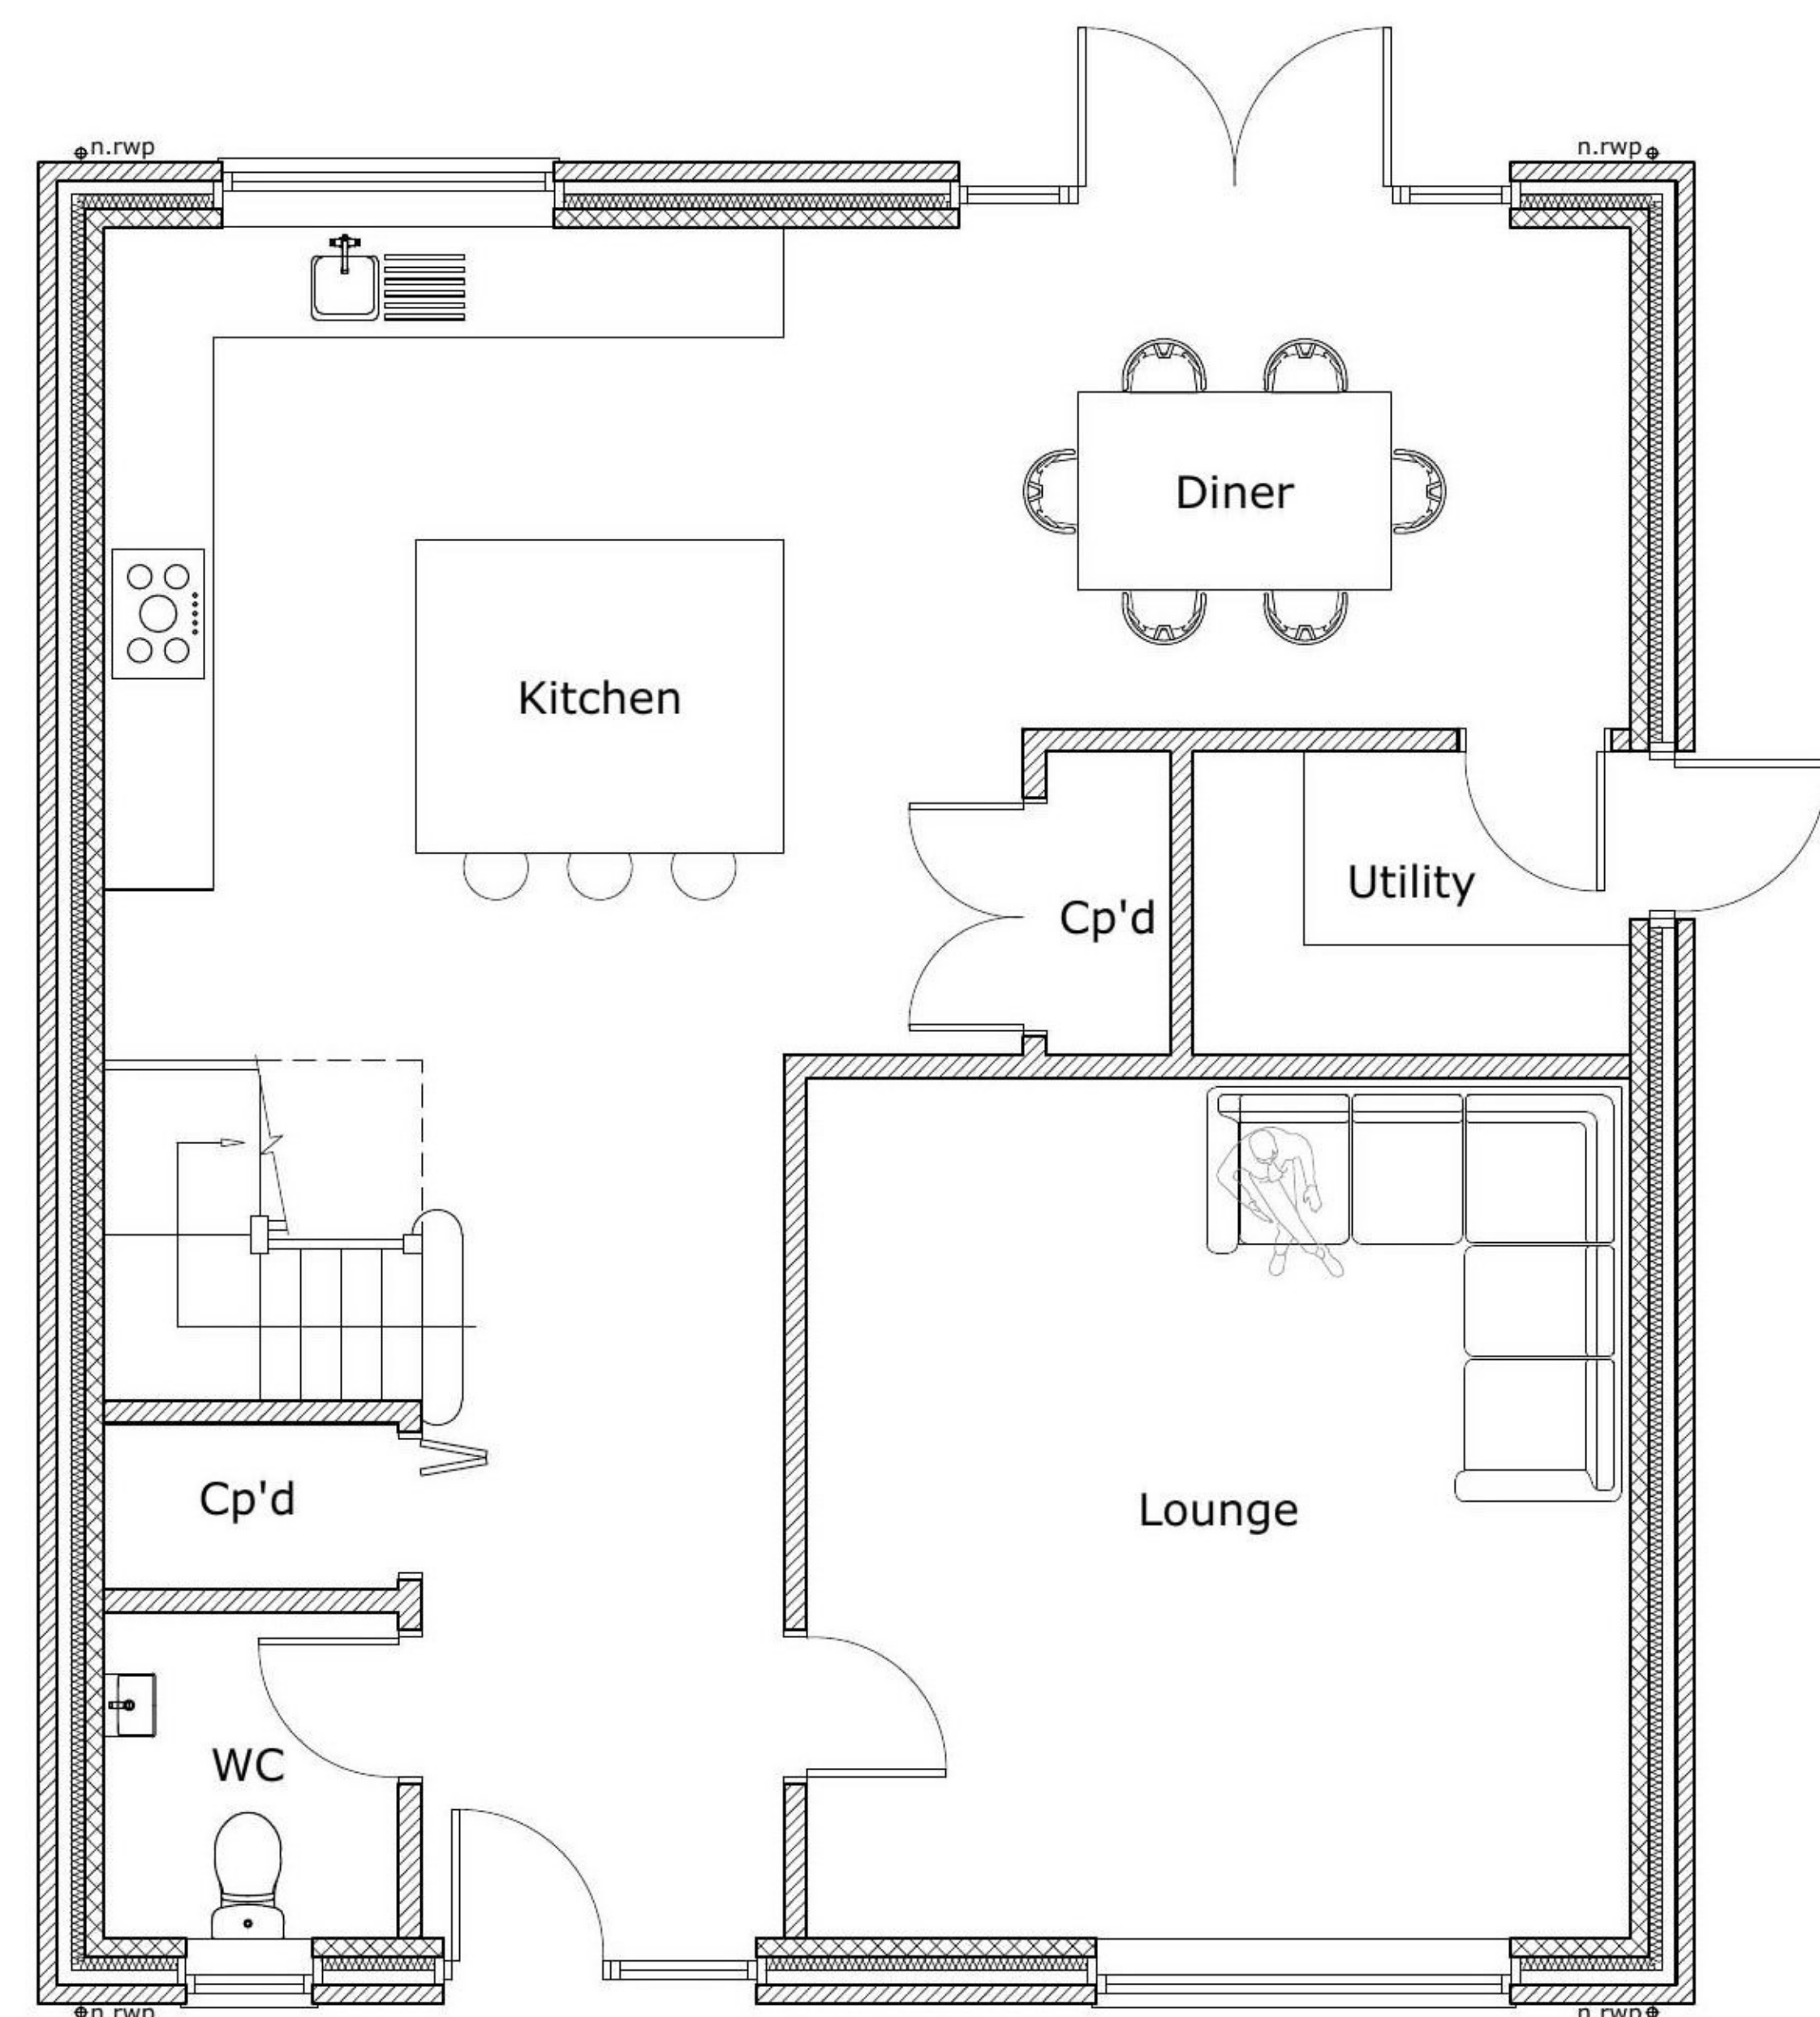 n.rwp
n.rwp
Diner
Kitchen
Utility
Cp'd
Cp'd
Lounge
WC
n.rwp
n.rwp